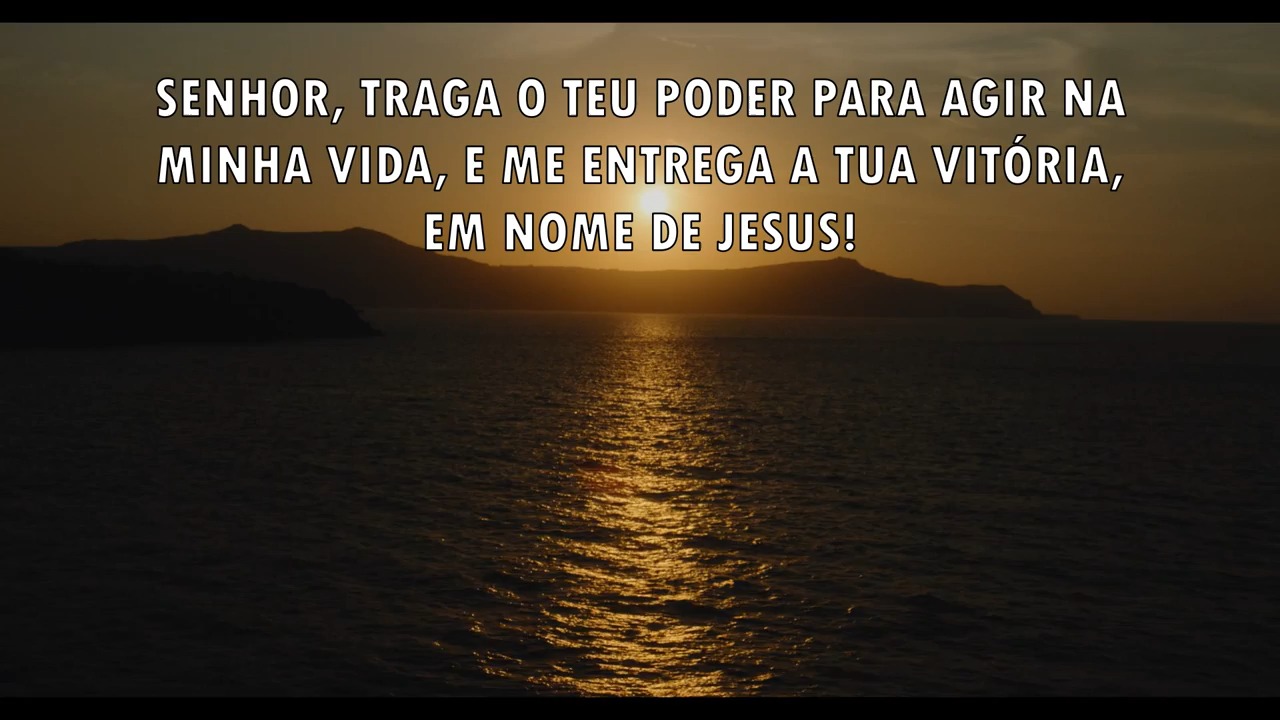 SENHOR, TRAGA O TEU PODER PARA AGIR NA
MINHA VIDA, E ME ENTREGA A TUA VITÓRIA,
EM NOME DE JESUS!